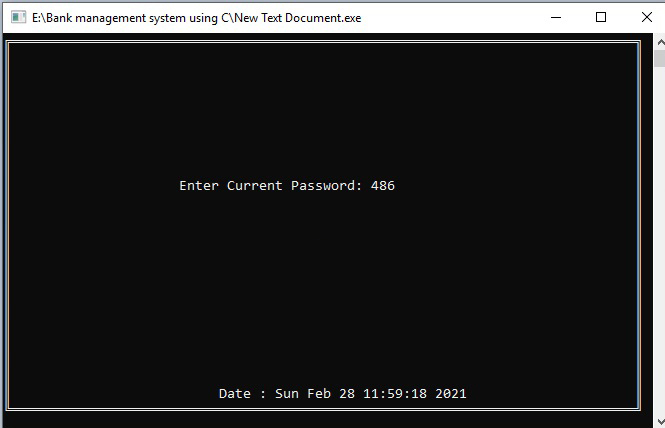 E:\Bank management system using C\New Text Document.exe
Enter Current Password: 486
Date : Sun Feb 28 11:59:18 2021